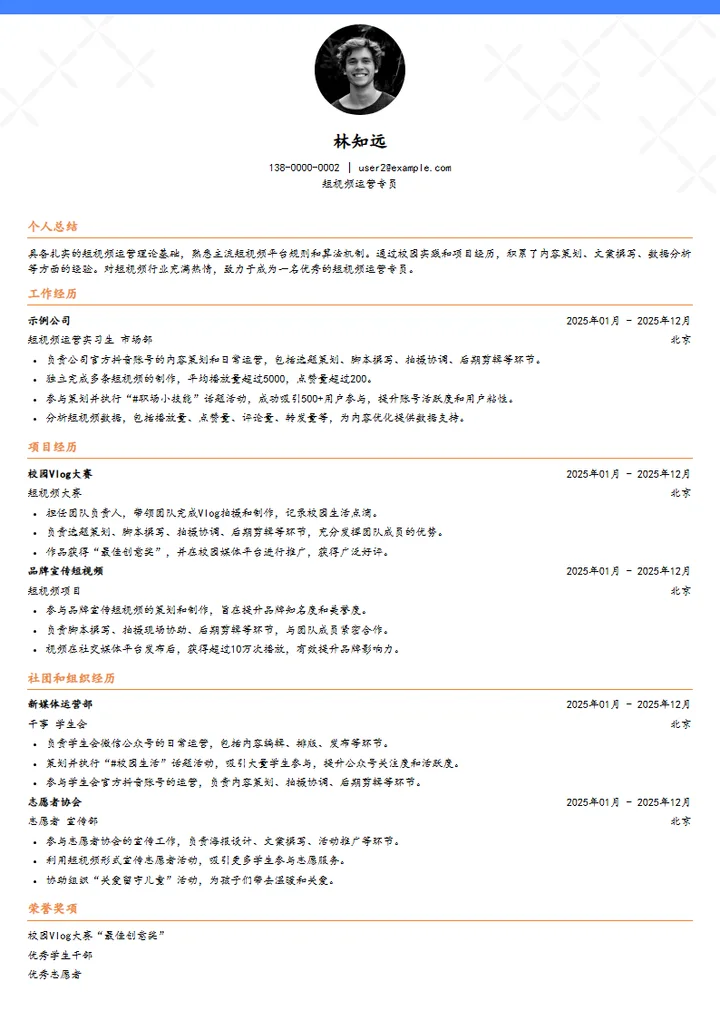 林知远
138-0000-0002 | user2@example.com
短视频运营专员
个人总结
具备扎实的短视频运营理论基础，熟悉主流短视频平台规则和算法机制。通过校园实践和项目经历，积累了内容策划、文案撰写、数据分析
等方面的经验。对短视频行业充满热情，致力于成为一名优秀的短视频运营专员。
工作经历
示例公司 2025年01月 - 2025年12月
短视频运营实习生 市场部 北京
• 负责公司官方抖音账号的内容策划和日常运营，包括选题策划、脚本撰写、拍摄协调、后期剪辑等环节。
• 独立完成多条短视频的制作，平均播放量超过5000，点赞量超过200。
• 参与策划并执行“#职场小技能”话题活动，成功吸引500+用户参与，提升账号活跃度和用户粘性。
• 分析短视频数据，包括播放量、点赞量、评论量、转发量等，为内容优化提供数据支持。
项目经历
校园Vlog大赛 2025年01月 - 2025年12月
短视频大赛 北京
• 担任团队负责人，带领团队完成Vlog拍摄和制作，记录校园生活点滴。
• 负责选题策划、脚本撰写、拍摄协调、后期剪辑等环节，充分发挥团队成员的优势。
• 作品获得“最佳创意奖”，并在校园媒体平台进行推广，获得广泛好评。
品牌宣传短视频 2025年01月 - 2025年12月
短视频项目 北京
• 参与品牌宣传短视频的策划和制作，旨在提升品牌知名度和美誉度。
• 负责脚本撰写、拍摄现场协助、后期剪辑等环节，与团队成员紧密合作。
• 视频在社交媒体平台发布后，获得超过10万次播放，有效提升品牌影响力。
社团和组织经历
新媒体运营部 2025年01月 - 2025年12月
干事 学生会 北京
• 负责学生会微信公众号的日常运营，包括内容编辑、排版、发布等环节。
• 策划并执行“#校园生活”话题活动，吸引大量学生参与，提升公众号关注度和活跃度。
• 参与学生会官方抖音账号的运营，负责内容策划、拍摄协调、后期剪辑等环节。
志愿者协会 2025年01月 - 2025年12月
志愿者 宣传部 北京
• 参与志愿者协会的宣传工作，负责海报设计、文案撰写、活动推广等环节。
• 利用短视频形式宣传志愿者活动，吸引更多学生参与志愿服务。
• 协助组织“关爱留守儿童”活动，为孩子们带去温暖和关爱。
荣誉奖项
校园Vlog大赛“最佳创意奖”
优秀学生干部
优秀志愿者